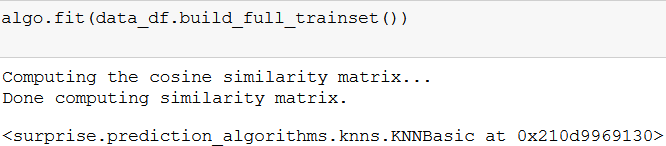 algo.fit(data_df.build_full_trainset())
Computing the cosine similarity matrix...
Done computing similarity matrix.
<surprise.prediction_algorithms.knns.KNNBasic at 0x210d9969130>